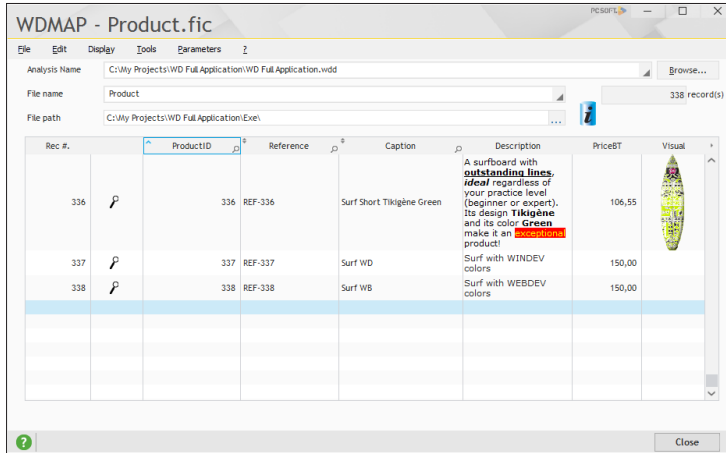 PC SOFT
WDMAP - Product.fic
File Edit Display Tools Parameters ?
Analysis Name C:\My Projects\WD Full Application\WD Full Application.wdd Browse...
File name Product 338 record(s)
File path C:\My Projects\WD Full Application\Exe\ ... i
Rec #. ProductID Reference Caption Description PriceBT Visual
A surfboard with
outstanding lines,
ideal regardless of
your practice level
336 336 REF-336 Surf Short Tikigène Green (beginner or expert). 106,55
Its design Tikigène
and its color Green
make it an exceptional
product!
337 337 REF-337 Surf WD Surf with WINDEV 150,00
colors
338 338 REF-338 Surf WB Surf with WEBDEV 150,00
colors
? Close